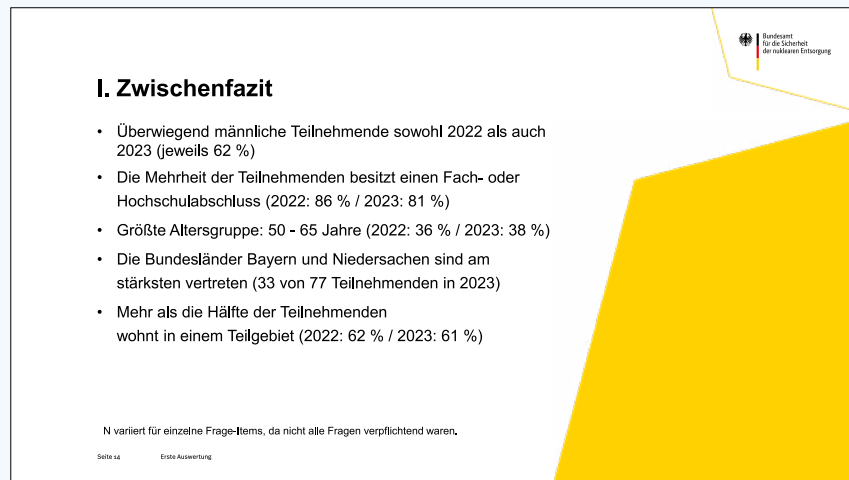 Bundesamt
für die Sicherheit
der nuklearen Entsorgung
I. Zwischenfazit
• Überwiegend männliche Teilnehmende sowohl 2022 als auch
2023 (jeweils 62 %)
• Die Mehrheit der Teilnehmenden besitzt einen Fach- oder
Hochschulabschluss (2022: 86 % / 2023: 81 %)
• Größte Altersgruppe: 50 - 65 Jahre (2022: 36 % / 2023: 38 %)
• Die Bundesländer Bayern und Niedersachen sind am
stärksten vertreten (33 von 77 Teilnehmenden in 2023)
• Mehr als die Hälfte der Teilnehmenden
wohnt in einem Teilgebiet (2022: 62 % / 2023: 61 %)
N variiert für einzelne Frage-Items, da nicht alle Fragen verpflichtend waren.
Seite 14 Erste Auswertung